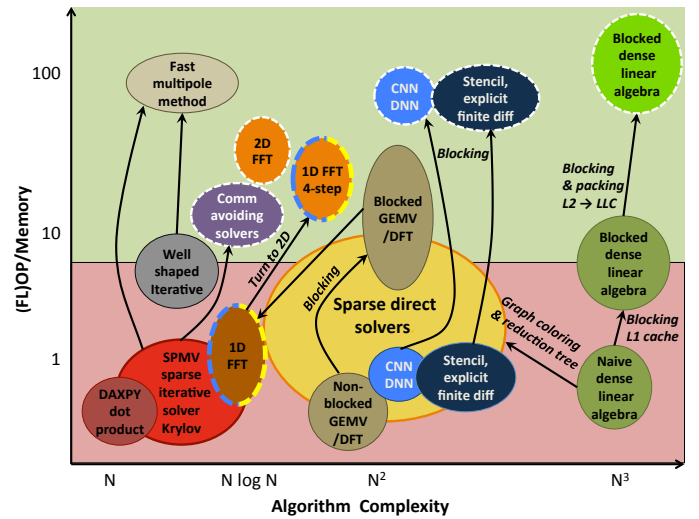 (FL)OP/Memory
100
10
1
Fast
multipole
method
CNN
DNN
Stencil,
explicit
finite diff
Blocked
dense
linear
algebra
2D
FFT
1D FFT
4-step
Blocking
Blocking
& packing
L2 → LLC
Comm
avoiding
solvers
Blocked
GEMV
/DFT
Well
shaped
Iterative
Turn to 2D
Blocking
Sparse direct
solvers
Blocked
dense
linear
algebra
Graph coloring
& reduction tree
Blocking
L1 cache
SPMV
sparse
iterative
solver
Krylov
1D
FFT
DAXPY
dot
product
Non-
blocked
GEMV
/DFT
CNN
DNN
Stencil,
explicit
finite diff
Naive
dense
linear
algebra
N
N log N
N²
N³
Algorithm Complexity